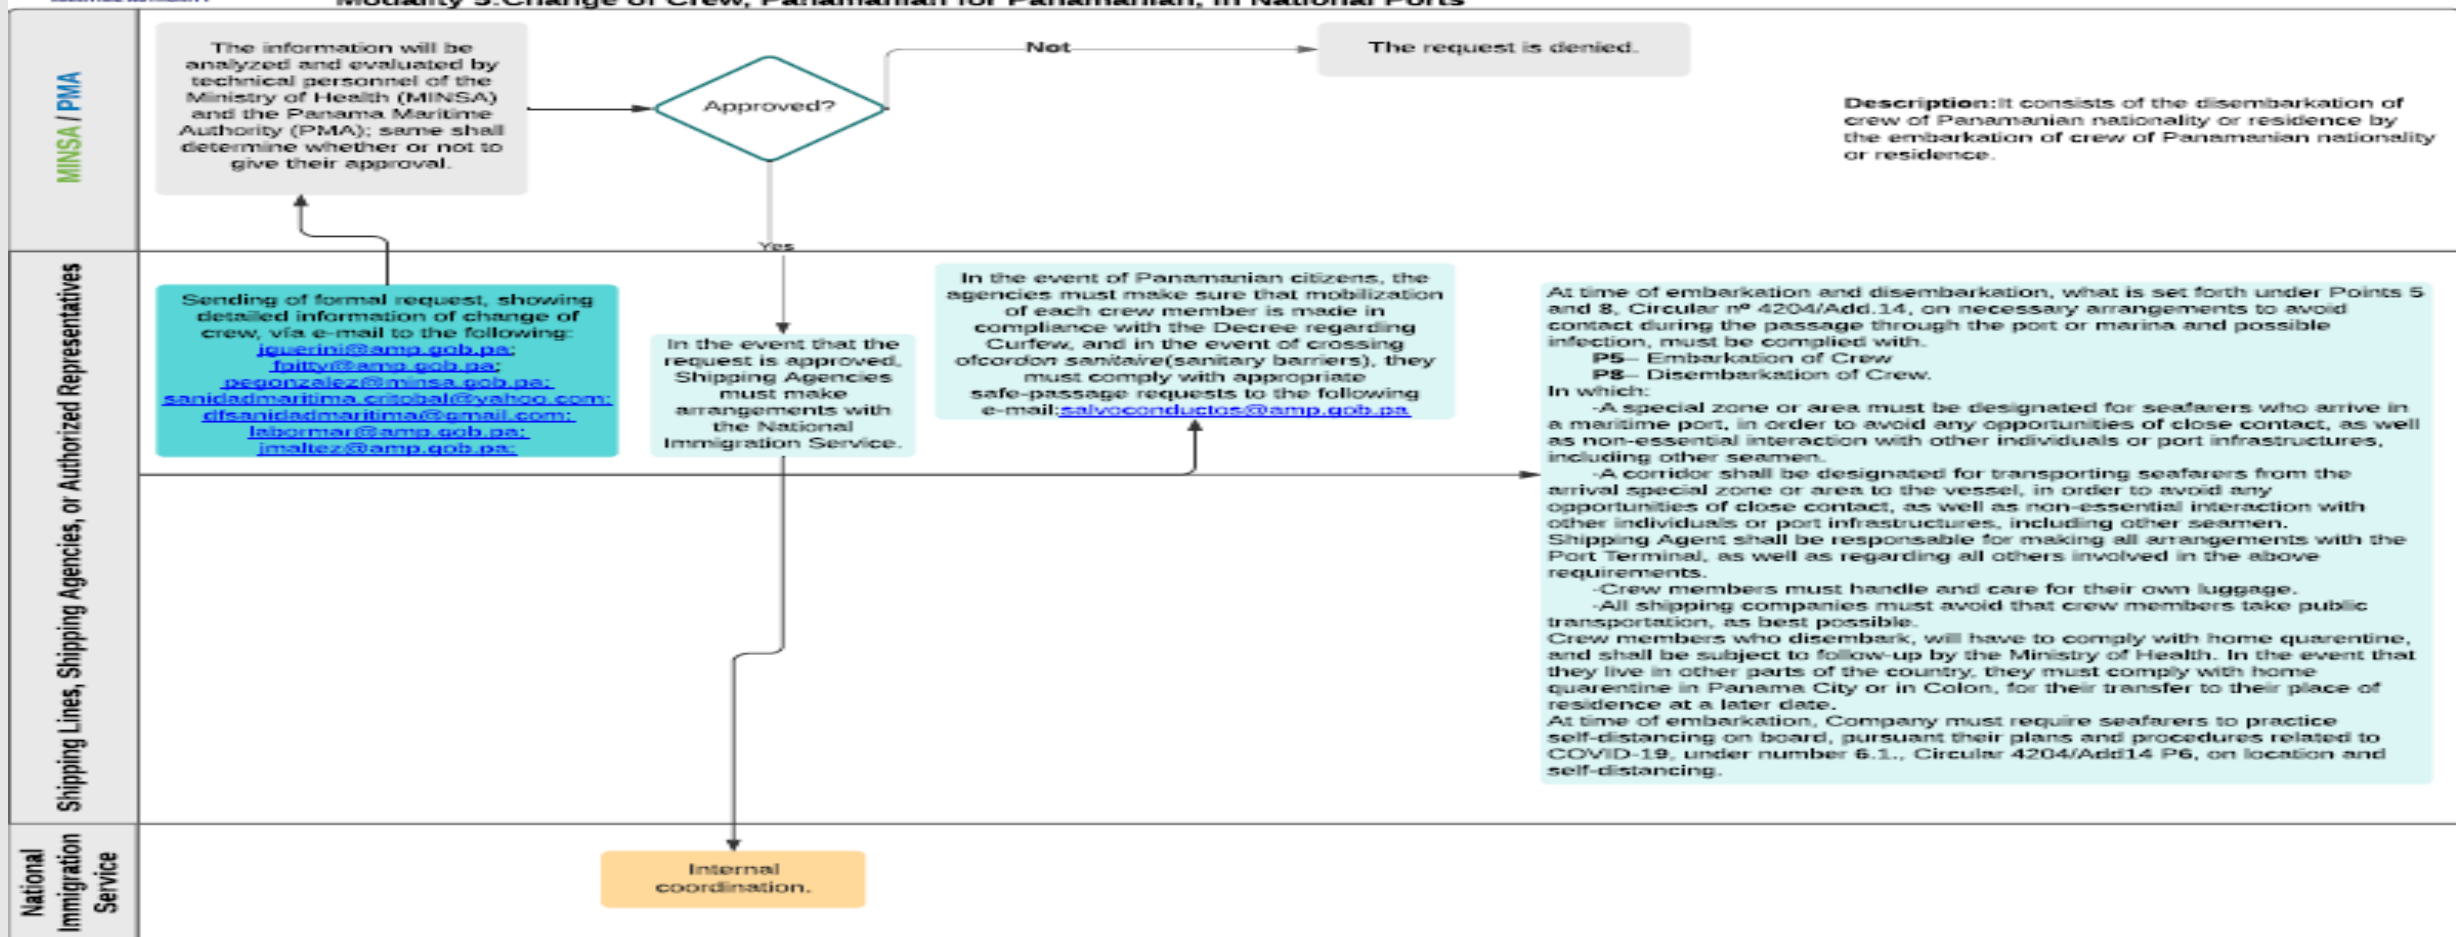 Modality 3:Change of Crew, Panamanian for Panamanian, in National Ports
MINSA / PMA
The information will be
analyzed and evaluated by
technical personnel of the
Ministry of Health (MINSA)
and the Panama Maritime
Authority (PMA); same shall
determine whether or not to
give their approval.
Approved?
Not
The request is denied.
Description:It consists of the disembarkation of
crew of Panamanian nationality or residence by
the embarkation of crew of Panamanian nationality
or residence.
Yes
Shipping Lines, Shipping Agencies, or Authorized Representatives
Sending of formal request, showing
detailed information of change of
crew, vía e-mail to the following:
jguerini@amp.gob.pa;
fpitty@amp.gob.pa;
pegonzalez@minsa.gob.pa;
sanidadmaritima.critobal@yahoo.com;
dfsanidadmaritima@gmail.com;
labormar@amp.gob.pa;
jmaltez@amp.gob.pa;
In the event that the
request is approved,
Shipping Agencies
must make
arrangements with
the National
Immigration Service.
In the event of Panamanian citizens, the
agencies must make sure that mobilization
of each crew member is made in
compliance with the Decree regarding
Curfew, and in the event of crossing
ofcordon sanitaire(sanitary barriers), they
must comply with appropriate
safe-passage requests to the following
e-mail:salvoconductos@amp.gob.pa
At time of embarkation and disembarkation, what is set forth under Points 5
and 8, Circular nº 4204/Add.14, on necessary arrangements to avoid
contact during the passage through the port or marina and possible
infection, must be complied with.
P5– Embarkation of Crew
P8– Disembarkation of Crew.
In which:
-A special zone or area must be designated for seafarers who arrive in
a maritime port, in order to avoid any opportunities of close contact, as well
as non-essential interaction with other individuals or port infrastructures,
including other seamen.
-A corridor shall be designated for transporting seafarers from the
arrival special zone or area to the vessel, in order to avoid any
opportunities of close contact, as well as non-essential interaction with
other individuals or port infrastructures, including other seamen.
Shipping Agent shall be responsable for making all arrangements with the
Port Terminal, as well as regarding all others involved in the above
requirements.
-Crew members must handle and care for their own luggage.
-All shipping companies must avoid that crew members take public
transportation, as best possible.
Crew members who disembark, will have to comply with home quarentine,
and shall be subject to follow-up by the Ministry of Health. In the event that
they live in other parts of the country, they must comply with home
quarentine in Panama City or in Colon, for their transfer to their place of
residence at a later date.
At time of embarkation, Company must require seafarers to practice
self-distancing on board, pursuant their plans and procedures related to
COVID-19, under number 6.1., Circular 4204/Add14 P6, on location and
self-distancing.
National
Immigration
Service
Internal
coordination.